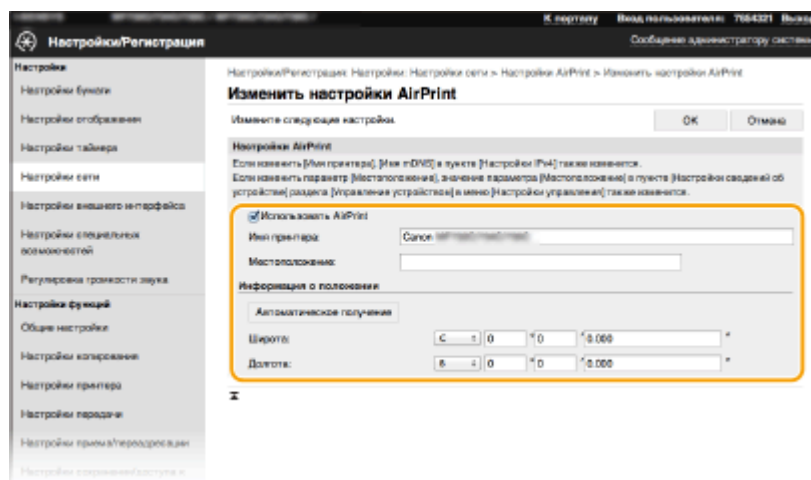 К порталу Вход пользователя: 7654321 Выход
Настройки/Регистрация
Сообщение администратору системы
Настройки
Настройки бумаги
Настройки отображения
Настройки таймера
Настройки сети
Настройки внешнего интерфейса
Настройки специальных
возможностей
Регулировка громкости звука
Настройки функций
Общие настройки
Настройки копирования
Настройки принтера
Настройки передачи
Настройки приема/переадресации
Настройки/Регистрация: Настройки: Настройки сети > Настройки AirPrint > Изменить настройки AirPrint
Изменить настройки AirPrint
Измените следующие настройки.
OK
Отмена
Настройки AirPrint
Если изменить [Имя принтера], [Имя mDNS] в пункте [Настройки IPv4] также изменится.
Если изменить параметр [Местоположение], значение параметра [Местоположение] в пункте [Настройки сведений об
устройстве] раздела [Управление устройством] в меню [Настройки управления] также изменится.
Использовать AirPrint
Имя принтера: Canon
Местоположение:
Информация о положении
Автоматическое получение
Широта: С 0 ° 0 ' 0.000 "
Долгота: В 0 ° 0 ' 0.000 "